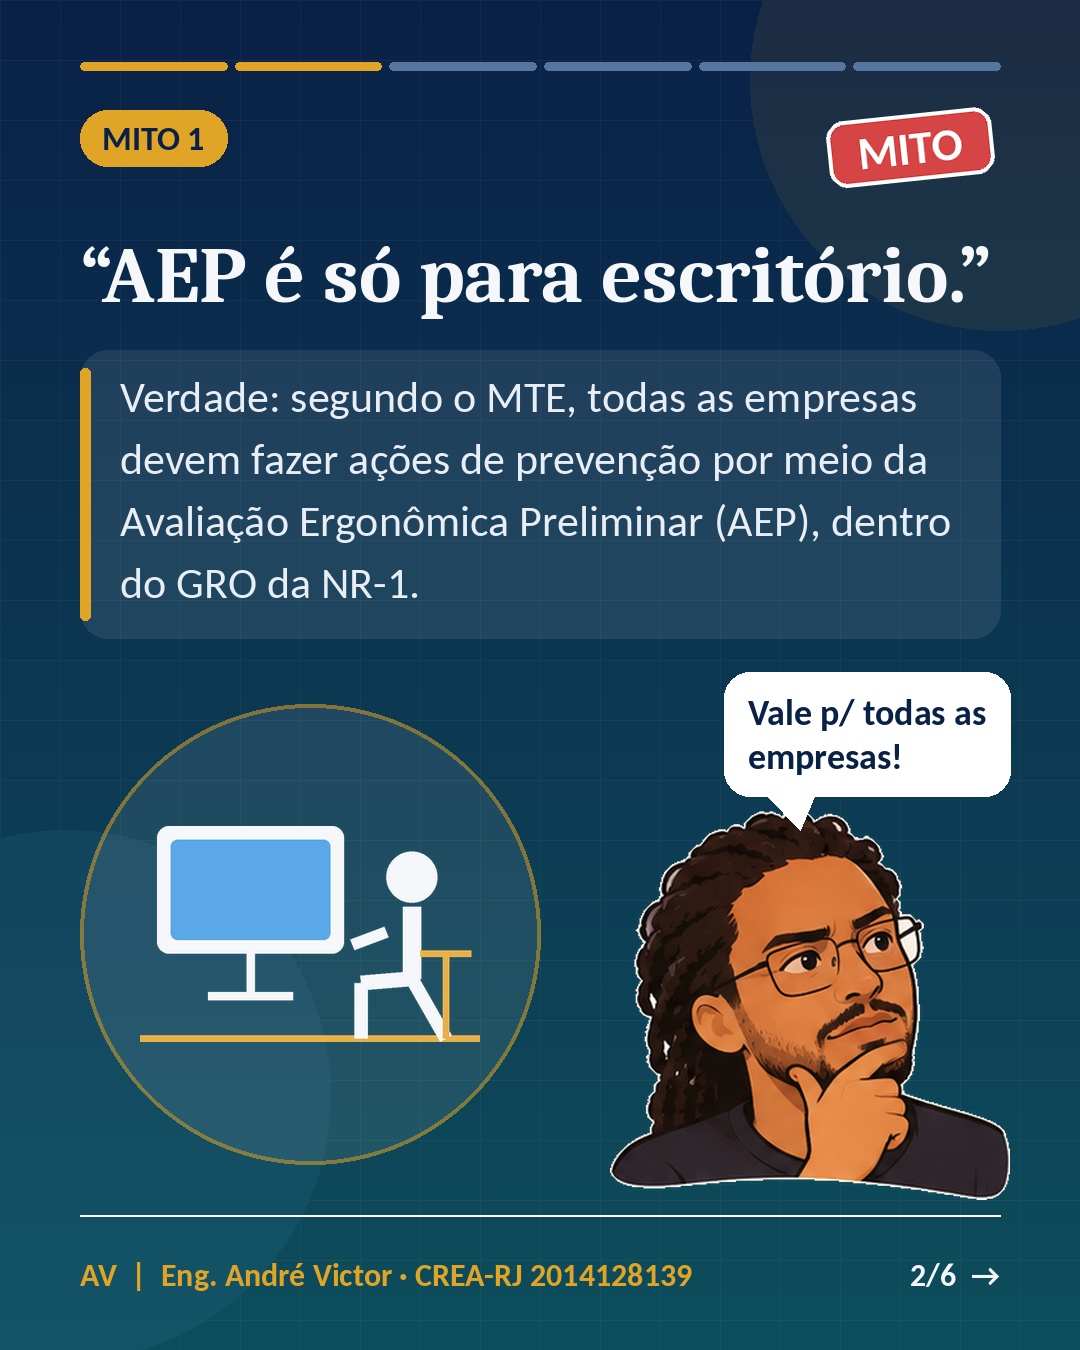 MITO 1
MITO
“AEP é só para escritório.”
Verdade: segundo o MTE, todas as empresas
devem fazer ações de prevenção por meio da
Avaliação Ergonômica Preliminar (AEP), dentro
do GRO da NR-1.
Vale p/ todas as
empresas!
AV | Eng. André Victor · CREA-RJ 2014128139
2/6 →